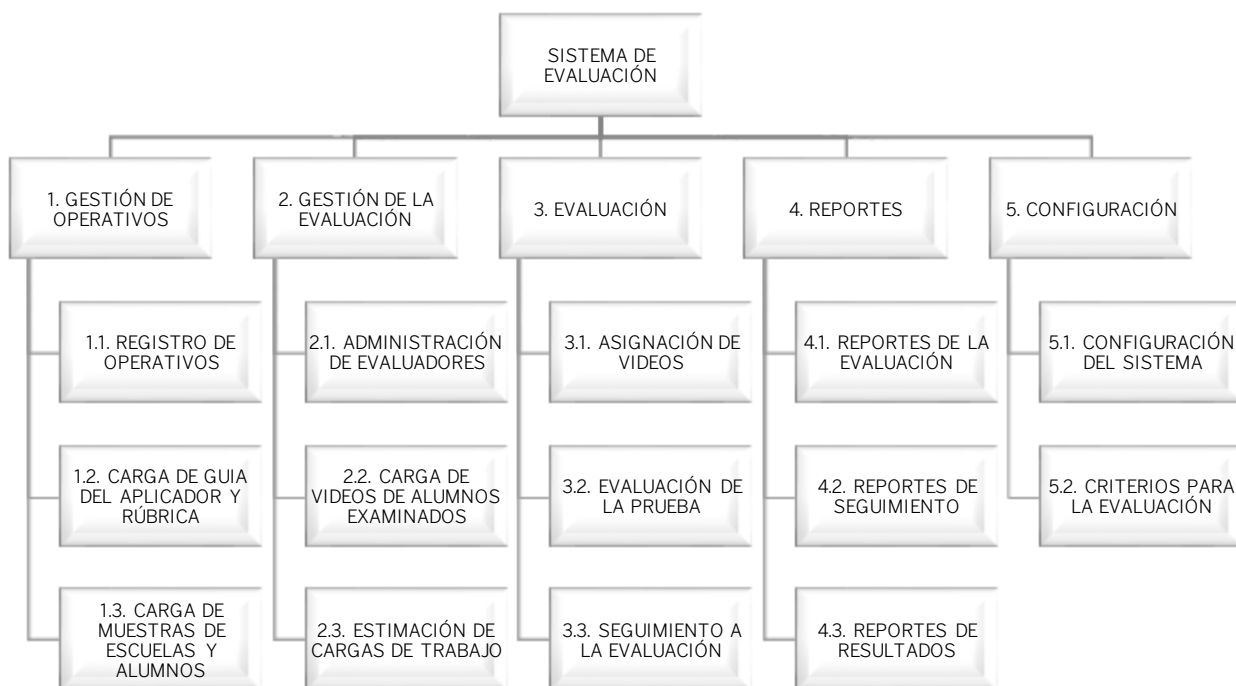 SISTEMA DE
EVALUACIÓN
1. GESTIÓN DE
OPERATIVOS
2. GESTIÓN DE LA
EVALUACIÓN
3. EVALUACIÓN
4. REPORTES
5. CONFIGURACIÓN
1.1. REGISTRO DE
OPERATIVOS
2.1. ADMINISTRACIÓN
DE EVALUADORES
3.1. ASIGNACIÓN DE
VIDEOS
4.1. REPORTES DE LA
EVALUACIÓN
5.1. CONFIGURACIÓN
DEL SISTEMA
1.2. CARGA DE GUIA
DEL APLICADOR Y
RÚBRICA
2.2. CARGA DE
VIDEOS DE ALUMNOS
EXAMINADOS
3.2. EVALUACIÓN DE
LA PRUEBA
4.2. REPORTES DE
SEGUIMIENTO
5.2. CRITERIOS PARA
LA EVALUACIÓN
1.3. CARGA DE
MUESTRAS DE
ESCUELAS Y
ALUMNOS
2.3. ESTIMACIÓN DE
CARGAS DE TRABAJO
3.3. SEGUIMIENTO A
LA EVALUACIÓN
4.3. REPORTES DE
RESULTADOS